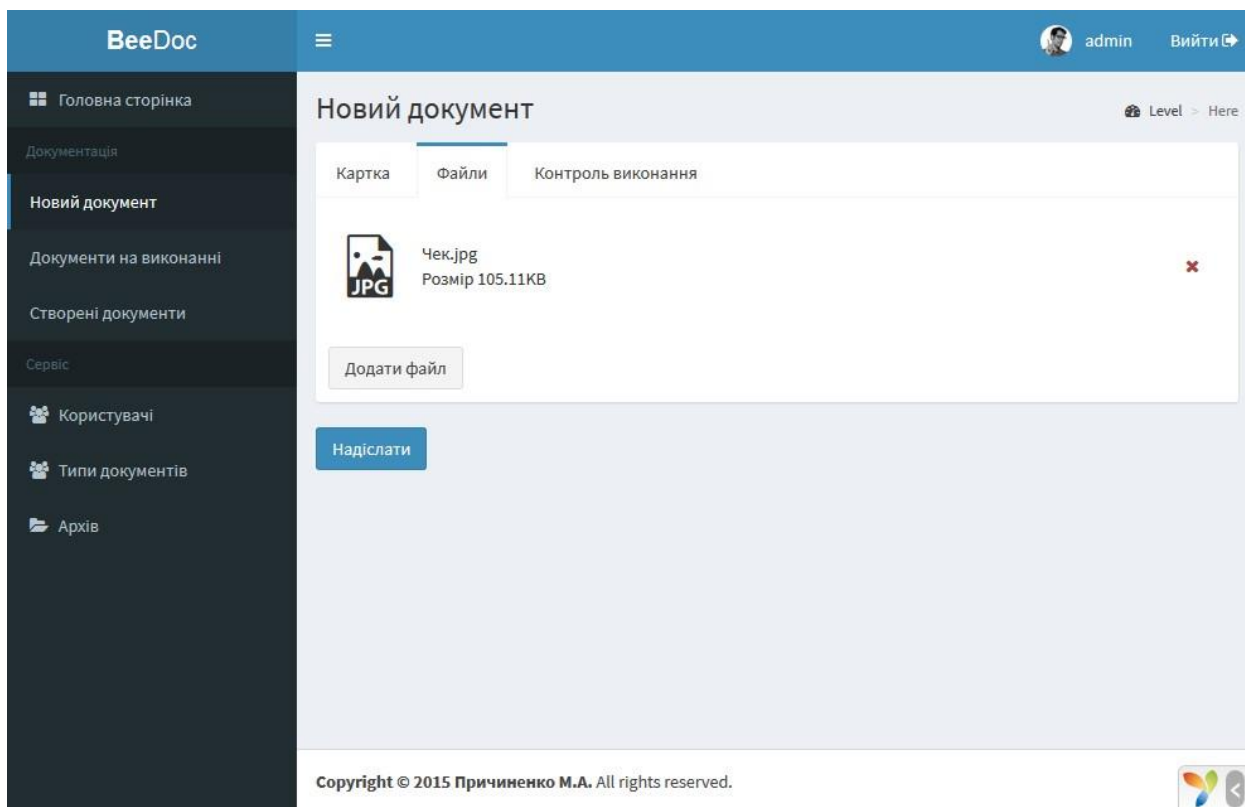 BeeDoc
admin
Вийти
Головна сторінка
Документація
Новий документ
Документи на виконанні
Створені документи
Сервіс
Користувачі
Типи документів
Архів
Новий документ
Level > Here
Картка
Файли
Контроль виконання
JPG
Чек.jpg
Розмір 105.11KB
Додати файл
Надіслати
Copyright © 2015 Причиненко М.А. All rights reserved.